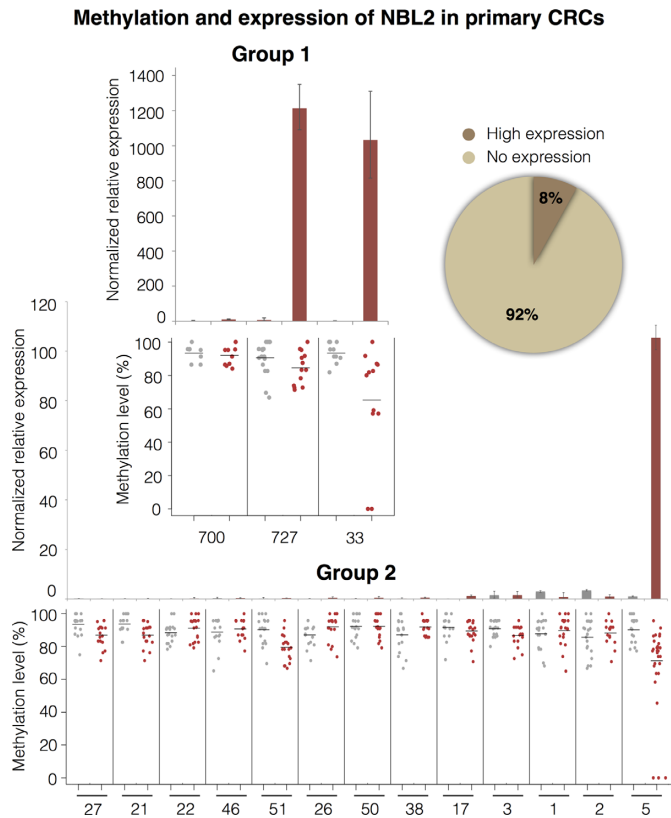 Methylation and expression of NBL2 in primary CRCs
Group 1
Normalized relative expression
1400
1200
1000
800
600
400
200
0
High expression
No expression
8%
92%
Methylation level (%)
100
80
60
40
20
0
700 727 33
Normalized relative expression
120
100
80
60
40
20
0
Group 2
Methylation level (%)
100
80
60
40
20
0
27 21 22 46 51 26 50 38 17 3 1 2 5